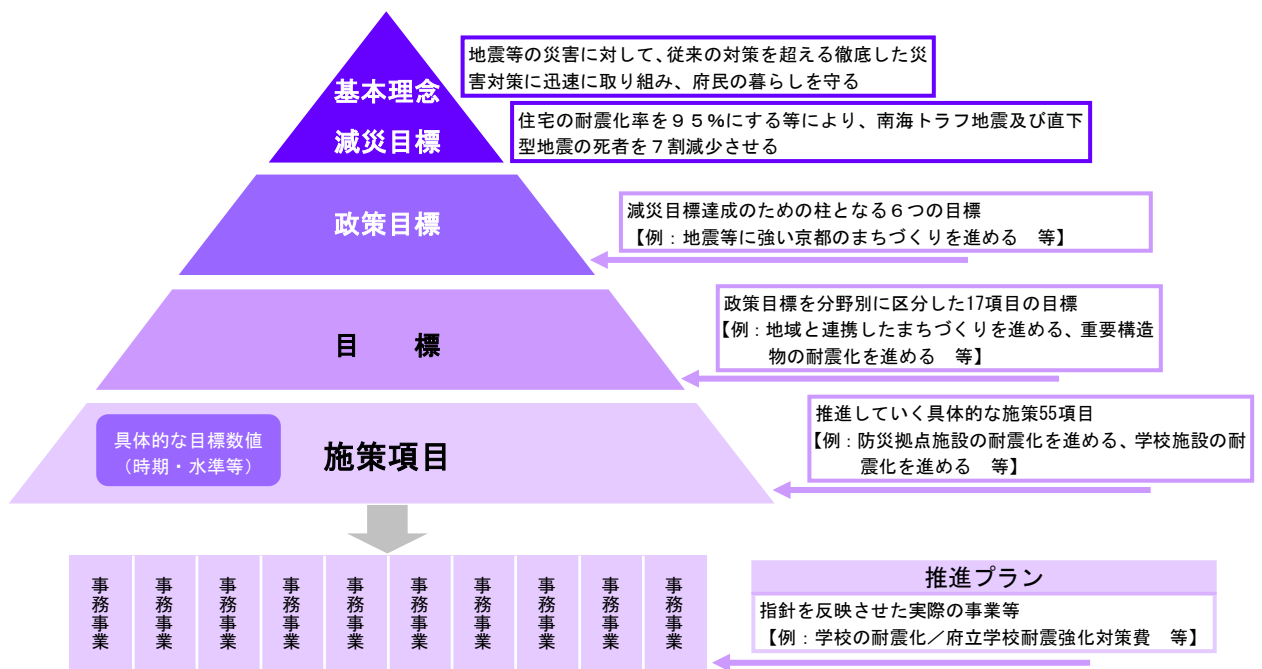 基本理念
減災目標
地震等の災害に対して、従来の対策を超える徹底した災
害対策に迅速に取り組み、府民の暮らしを守る
住宅の耐震化率を９５％にする等により、南海トラフ地震及び直下
型地震の死者を７割減少させる
政策目標
減災目標達成のための柱となる６つの目標
【例：地震等に強い京都のまちづくりを進める　等】
目　標
政策目標を分野別に区分した17項目の目標
【例：地域と連携したまちづくりを進める、重要構造
物の耐震化を進める　等】
具体的な目標数値
（時期・水準等）
施策項目
推進していく具体的な施策55項目
【例：防災拠点施設の耐震化を進める、学校施設の耐
震化を進める　等】
事務事業
事務事業
事務事業
事務事業
事務事業
事務事業
事務事業
事務事業
事務事業
事務事業
推進プラン
指針を反映させた実際の事業等
【例：学校の耐震化／府立学校耐震強化対策費　等】